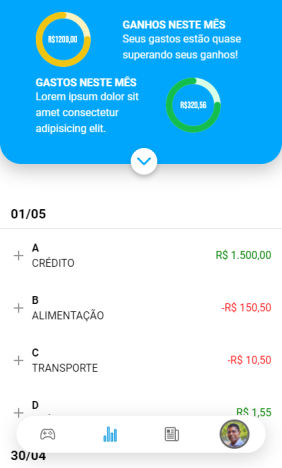 R$1200,00
GANHOS NESTE MÊS
Seus gastos estão quase
superando seus ganhos!
GASTOS NESTE MÊS
Lorem ipsum dolor sit
amet consectetur
adipisicing elit.
R$320,56
01/05
A
CRÉDITO
R$ 1.500,00
B
ALIMENTAÇÃO
-R$ 150,50
C
TRANSPORTE
-R$ 10,50
D
R$ 1,55
30/04